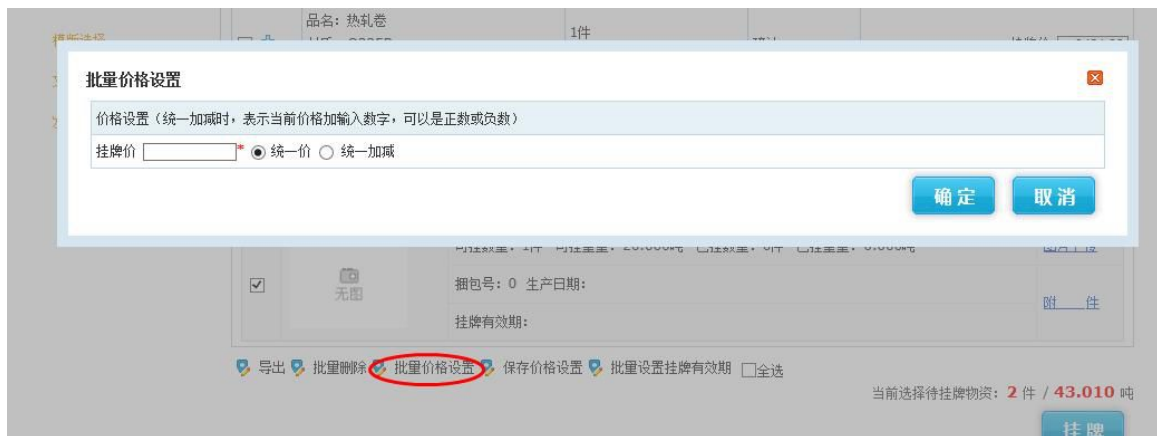 品名: 热轧卷
1件
批量价格设置
价格设置(统一加减时, 表示当前价格加输入数字, 可以是正数或负数)
挂牌价 * 统一价 统一加减
确定 取消
无图
捆包号: 0 生产日期:
附 件
挂牌有效期:
导出 批量删除 批量价格设置 保存价格设置 批量设置挂牌有效期 全选
当前选择待挂牌物资: 2 件 / 43.010 吨
挂牌